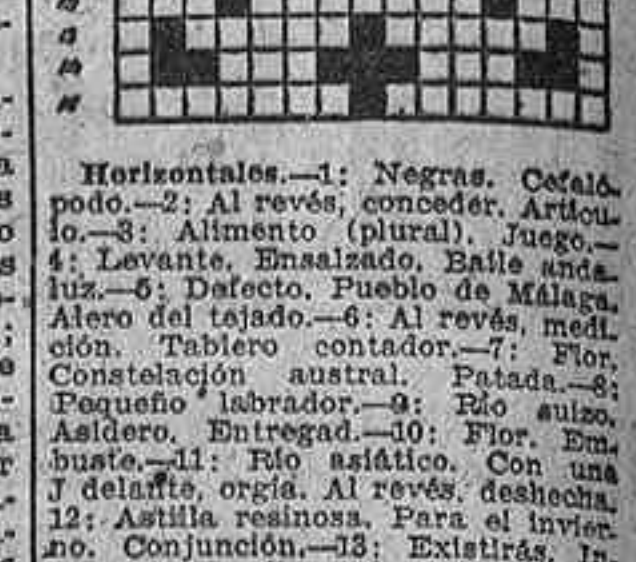 Horizontales.—1: Negras. Cefaló-
podo.—2: Al revés, conceder. Artícu-
lo.—3: Alimento (plural). Juego.—
4: Levante. Ensalzado. Baile anda-
luz.—5: Defecto. Pueblo de Málaga.
Alero del tejado.—6: Al revés, medi-
ción. Tablero contador.—7: Flor.
Constelación austral. Patada.—8:
Pequeño labrador.—9: Río suizo.
Asidero. Entregad.—10: Flor. Em-
buste.—11: Río asiático. Con una
J delante, orgía. Al revés, deshecha.
12: Astilla resinosa. Para el invier-
no. Conjunción.—13: Existirás. In-